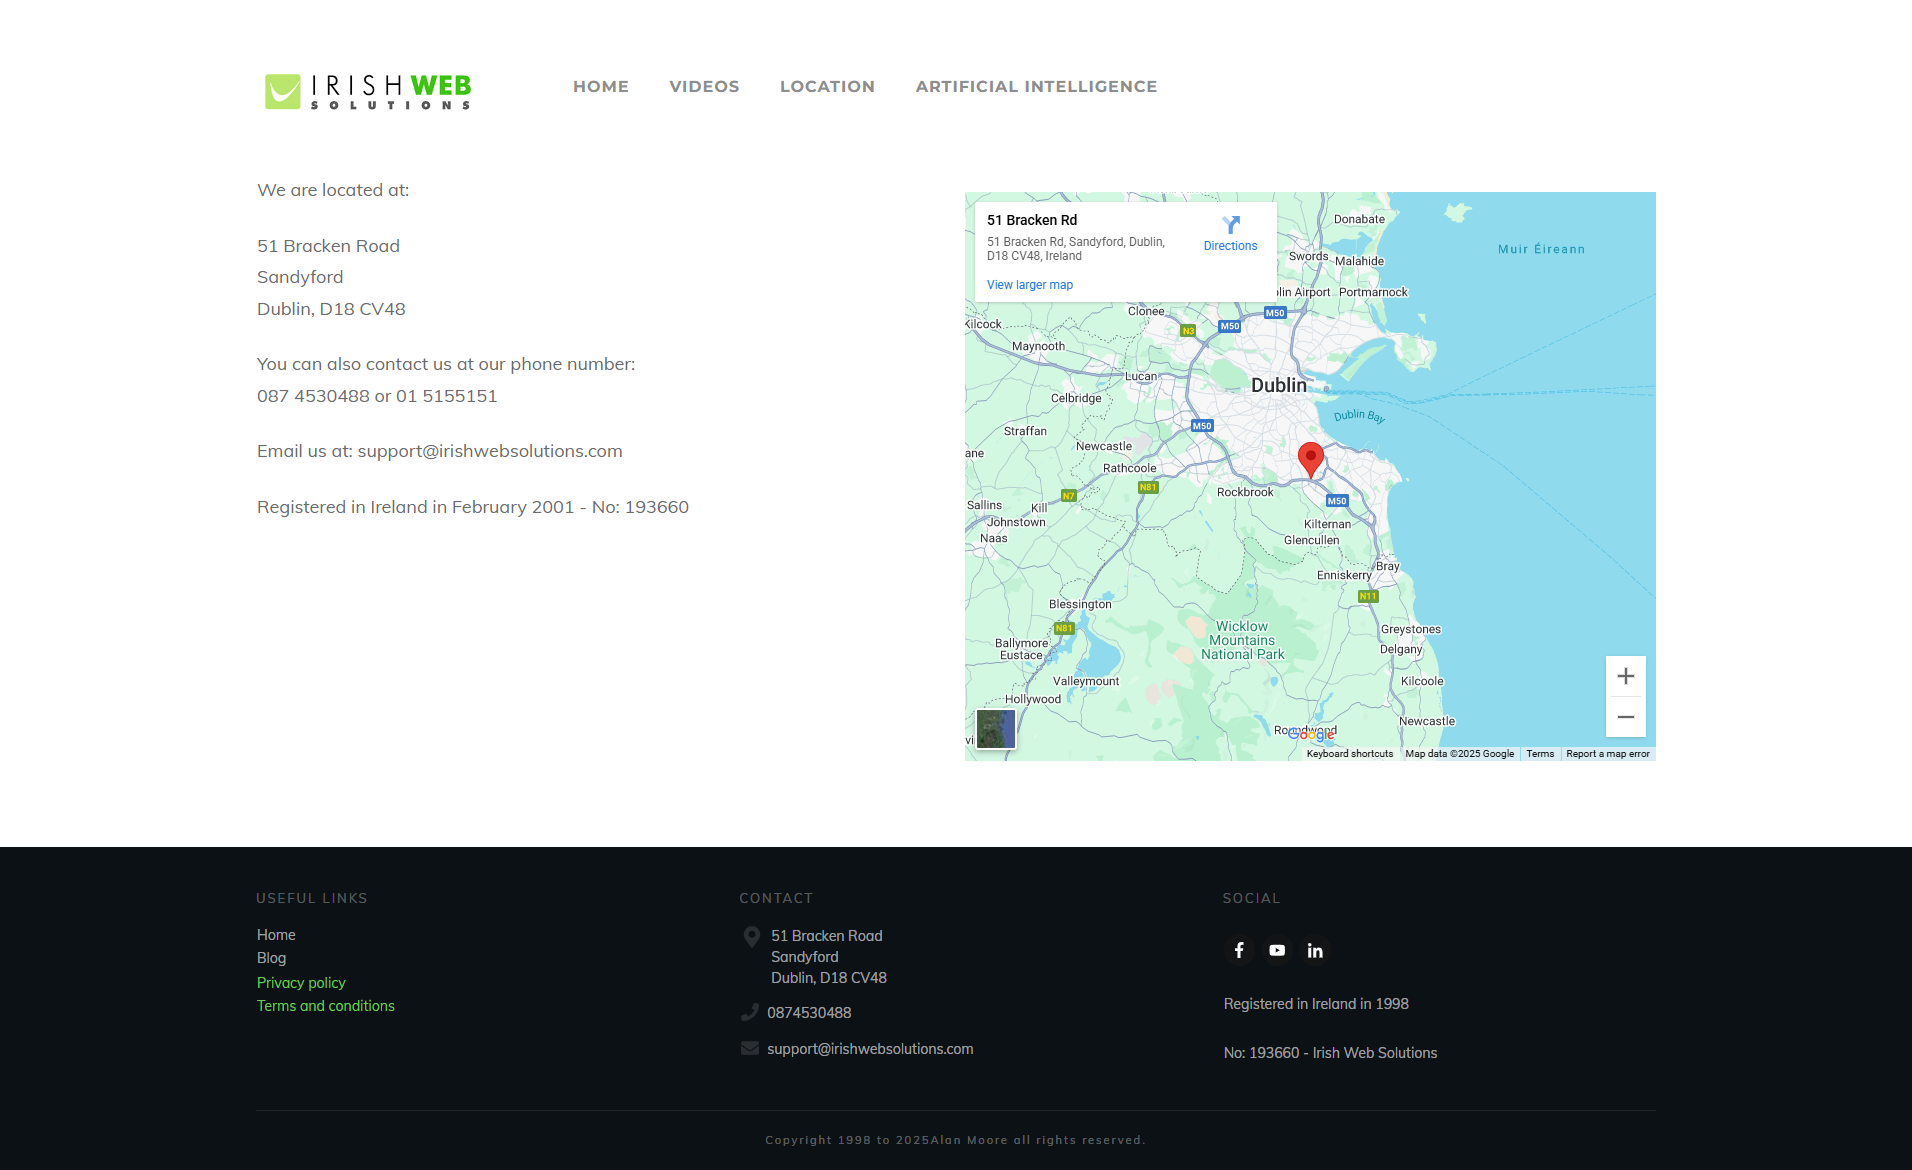 IRISH WEB
SOLUTIONS
HOME
VIDEOS
LOCATION
ARTIFICIAL INTELLIGENCE
We are located at:
51 Bracken Road
Sandyford
Dublin, D18 CV48
You can also contact us at our phone number:
087 4530488 or 01 5155151
Email us at: support@irishwebsolutions.com
Registered in Ireland in February 2001 - No: 193660
51 Bracken Rd
51 Bracken Rd, Sandyford, Dublin,
D18 CV48, Ireland
Directions
View larger map
Donabate
Muir Éireann
Swords
Malahide
Airport
Portmarnock
Clonee
M50
M50
N3
Kilcock
Maynooth
Lucan
Dublin
Celbridge
Dublin Bay
M50
Straffan
Newcastle
Rathcoole
N81
Rockbrook
N7
M50
Sallins
Kill
Johnstown
Kilternan
Naas
Glencullen
Bray
Enniskerry
N11
Blessington
N81
Wicklow
Mountains
National Park
Greystones
Ballymore
Eustace
Delgany
Valleymount
Kilcoole
Hollywood
Newcastle
Roundwood
Google
Keyboard shortcuts
Map data ©2025 Google
Terms
Report a map error
USEFUL LINKS
Home
Blog
Privacy policy
Terms and conditions
CONTACT
51 Bracken Road
Sandyford
Dublin, D18 CV48
0874530488
support@irishwebsolutions.com
SOCIAL
Registered in Ireland in 1998
No: 193660 - Irish Web Solutions
Copyright 1998 to 2025Alan Moore all rights reserved.